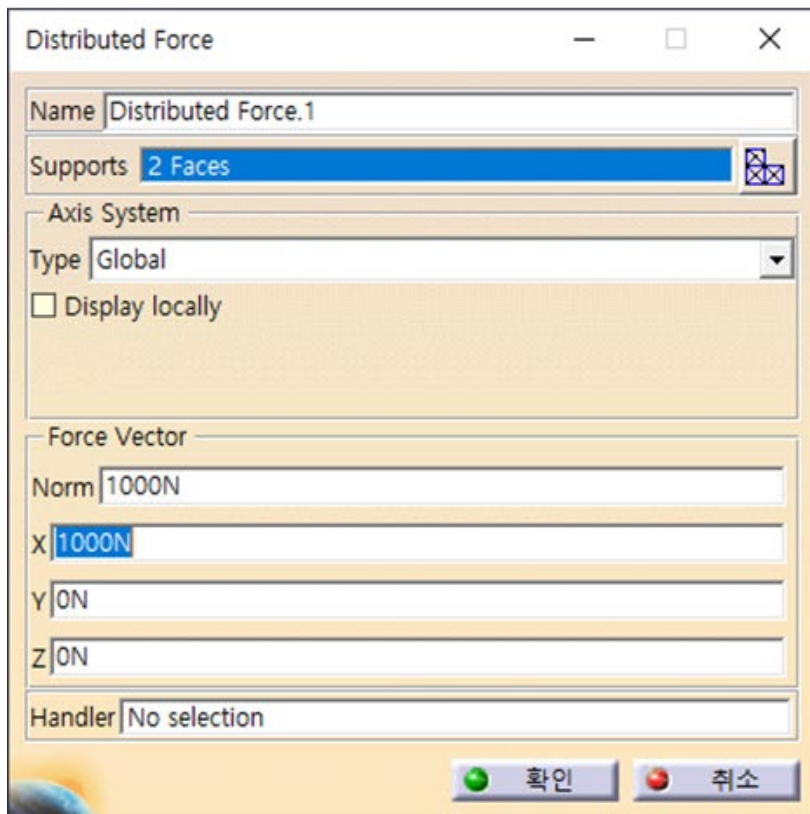 Distributed Force
Name Distributed Force.1
Supports 2 Faces
Axis System
Type Global
Display locally
Force Vector
Norm 1000N
X 1000N
Y 0N
Z 0N
Handler No selection
확인 취소